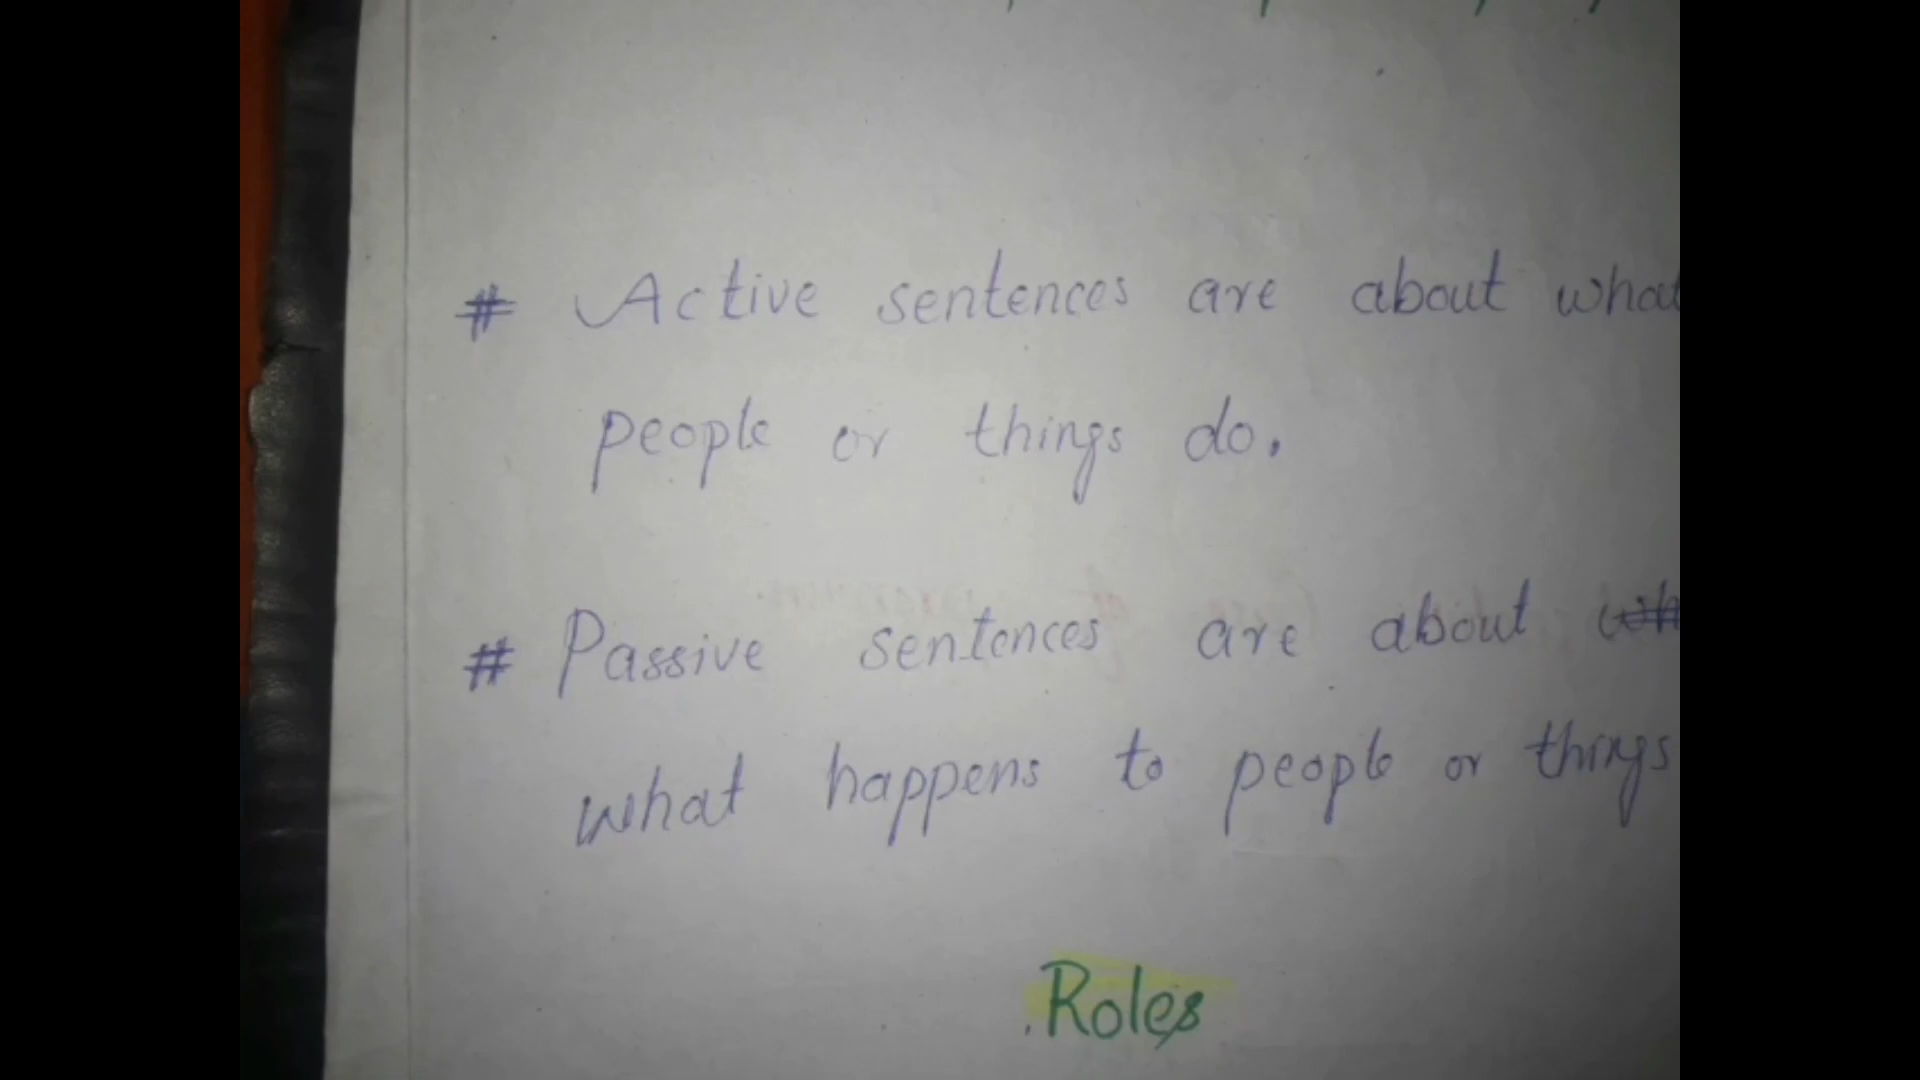 # Active sentences are about what
people or things do.
# Passive sentences are about
what happens to people or things
Roles